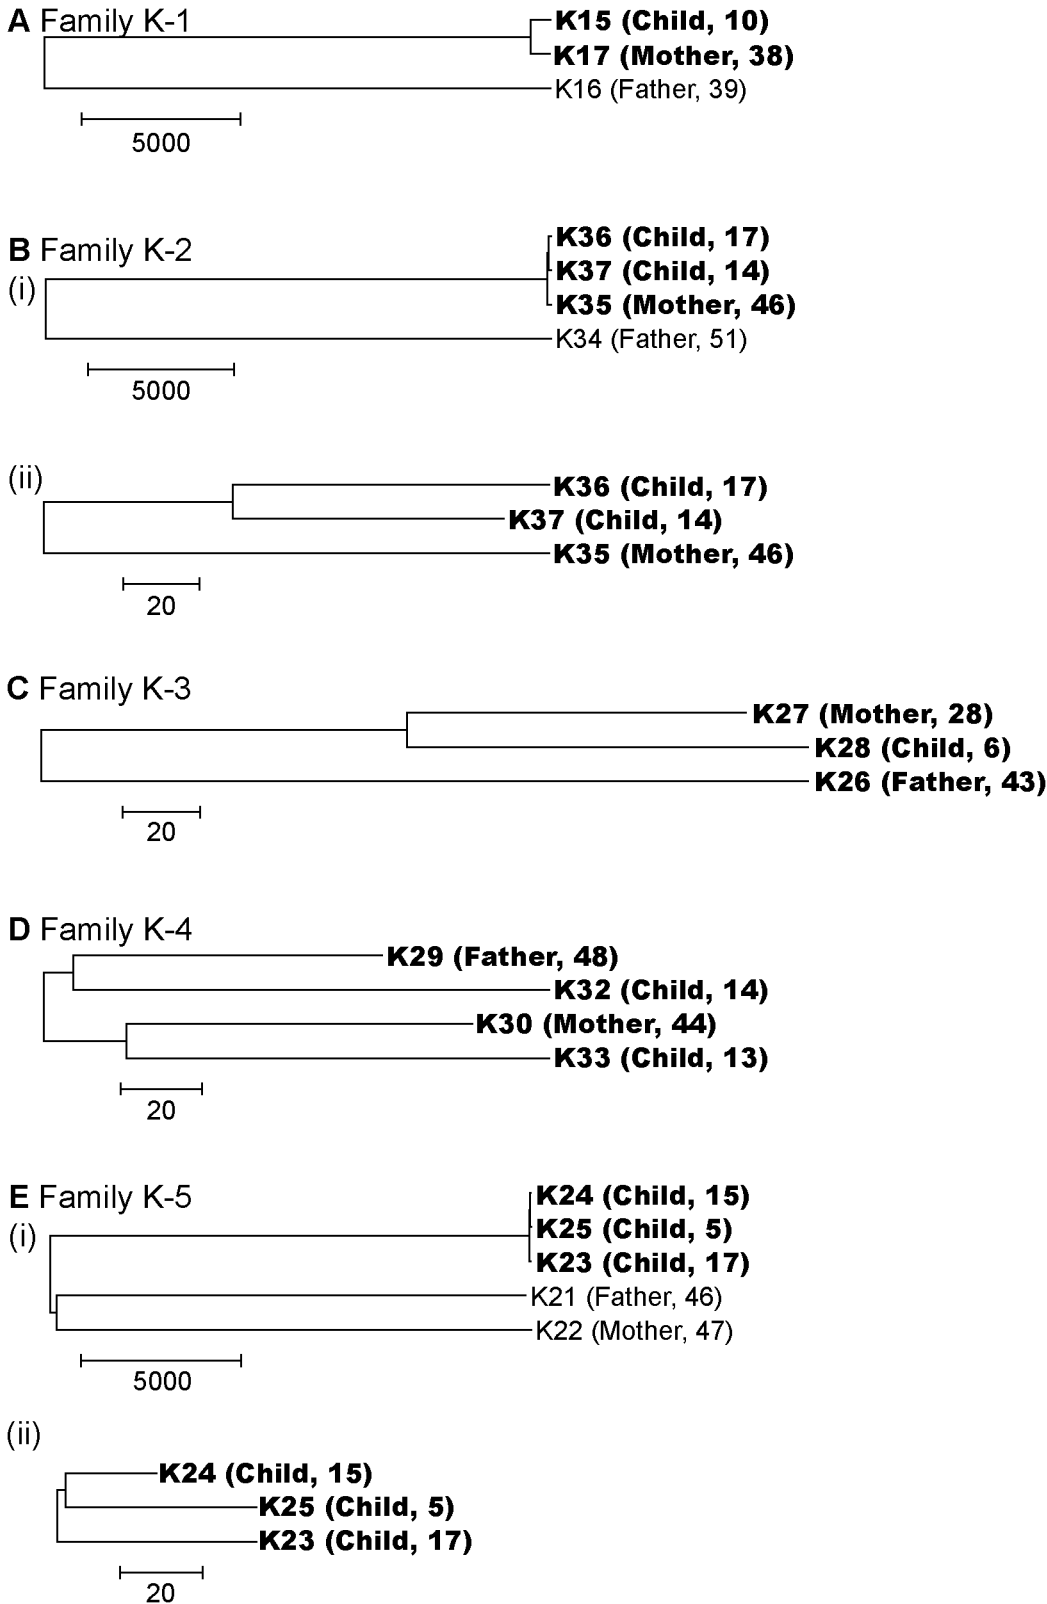 A Family K-1
K15 (Child, 10)
K17 (Mother, 38)
K16 (Father, 39)
5000
B Family K-2
(i)
K36 (Child, 17)
K37 (Child, 14)
K35 (Mother, 46)
K34 (Father, 51)
5000
(ii)
K36 (Child, 17)
K37 (Child, 14)
K35 (Mother, 46)
20
C Family K-3
K27 (Mother, 28)
K28 (Child, 6)
K26 (Father, 43)
20
D Family K-4
K29 (Father, 48)
K32 (Child, 14)
K30 (Mother, 44)
K33 (Child, 13)
20
E Family K-5
(i)
K24 (Child, 15)
K25 (Child, 5)
K23 (Child, 17)
K21 (Father, 46)
K22 (Mother, 47)
5000
(ii)
K24 (Child, 15)
K25 (Child, 5)
K23 (Child, 17)
20